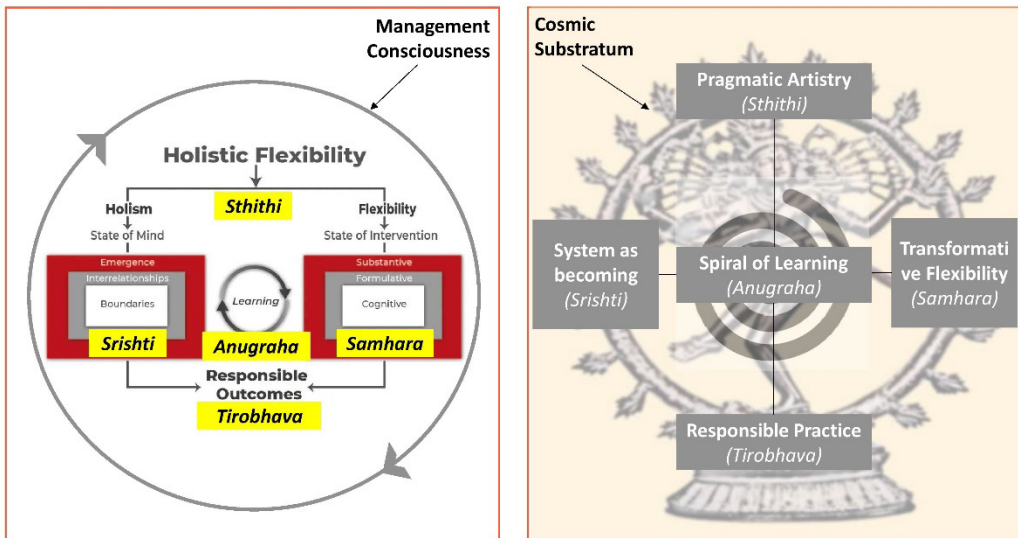 Management
Consciousness
Holistic Flexibility
Sthithi
Holism
State of Mind
Flexibility
State of Intervention
Emergence
Interrelationships
Boundaries
Srishti
Learning
Anugraha
Substantive
Formulative
Cognitive
Samhara
Responsible
Outcomes
Tirobhava
Cosmic
Substratum
Pragmatic Artistry
(Sthithi)
System as
becoming
(Srishti)
Spiral of Learning
(Anugraha)
Transformati
ve Flexibility
(Samhara)
Responsible Practice
(Tirobhava)